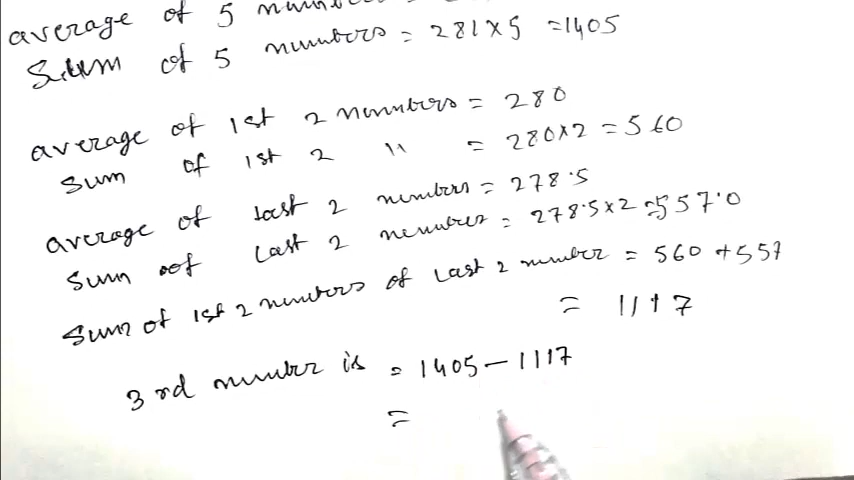 average of 5 numbers =
Sum of 5 numbers = 281×5 = 1405
average of 1st 2 numbers = 280
Sum of 1st 2 " = 280×2 = 560
average of last 2 numbers = 278.5
Sum of last 2 numbers = 278.5×2 = 557.0
Sum of 1st 2 numbers of last 2 number = 560 + 557
= 1117
3rd number is = 1405 - 1117
=